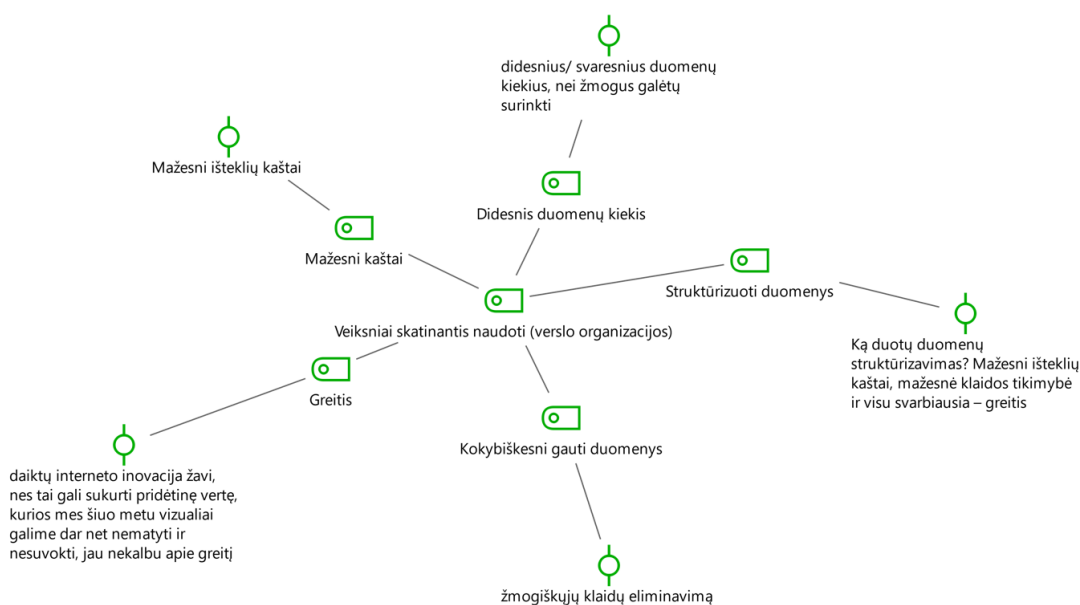 didesnius/ svaresnius duomenų
kiekius, nei žmogus galėtų
surinkti
Mažesni išteklių kaštai
Didesnis duomenų kiekis
Mažesni kaštai
Struktūrizuoti duomenys
Veiksniai skatinantis naudoti (verslo organizacijos)
Ką duotų duomenų
struktūrizavimas? Mažesni išteklių
kaštai, mažesnė klaidos tikimybė
ir visu svarbiausia – greitis
Greitis
Kokybiškesni gauti duomenys
daiktų interneto inovacija žavi,
nes tai gali sukurti pridėtinę vertę,
kurios mes šiuo metu vizualiai
galime dar net nematyti ir
nesuvokti, jau nekalbu apie greitį
žmogiškųjų klaidų eliminavimą